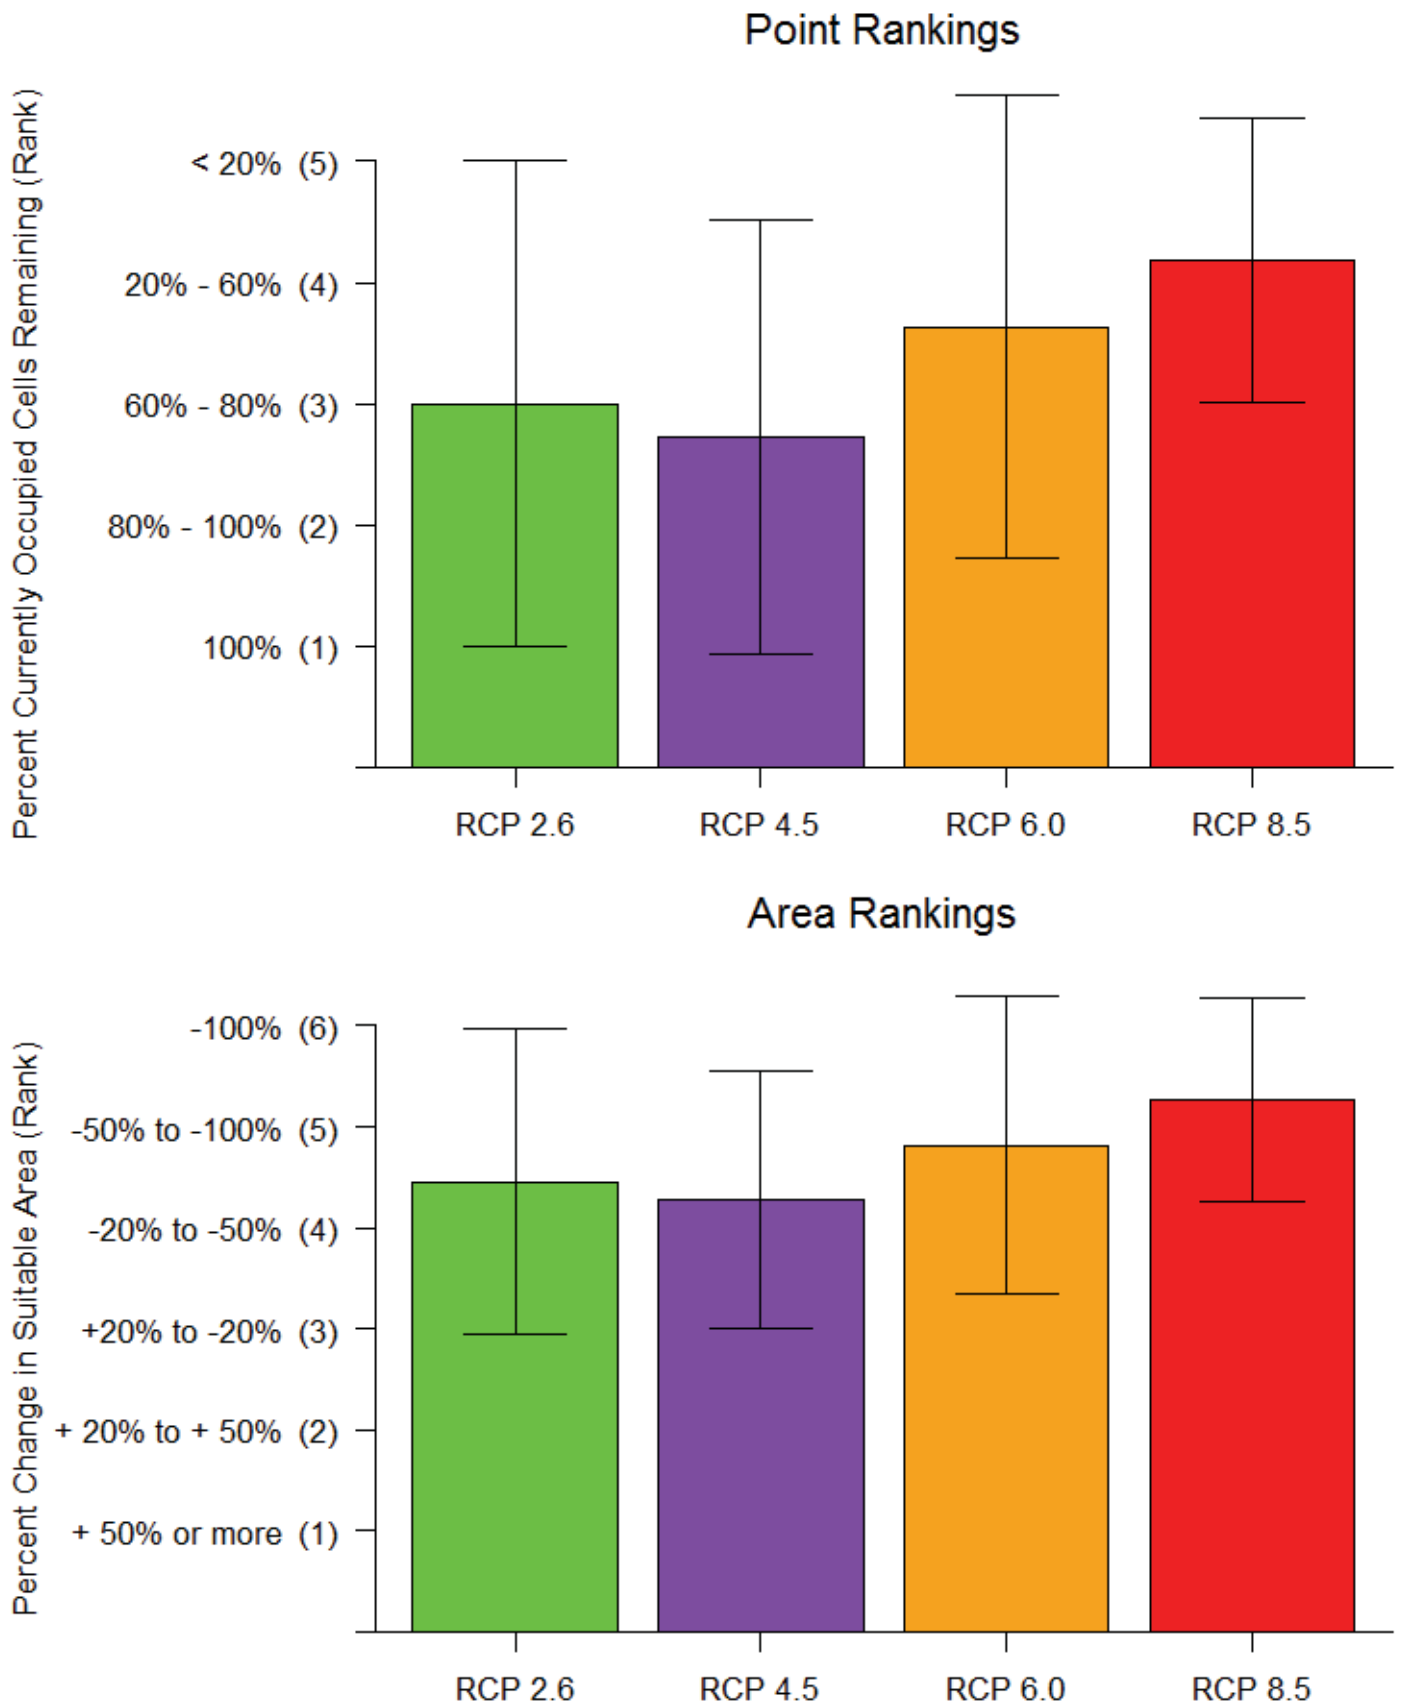 Point Rankings
Percent Currently Occupied Cells Remaining (Rank)
< 20% (5)
20% - 60% (4)
60% - 80% (3)
80% - 100% (2)
100% (1)
RCP 2.6 RCP 4.5 RCP 6.0 RCP 8.5
Area Rankings
Percent Change in Suitable Area (Rank)
-100% (6)
-50% to -100% (5)
-20% to -50% (4)
+20% to -20% (3)
+ 20% to + 50% (2)
+ 50% or more (1)
RCP 2.6 RCP 4.5 RCP 6.0 RCP 8.5